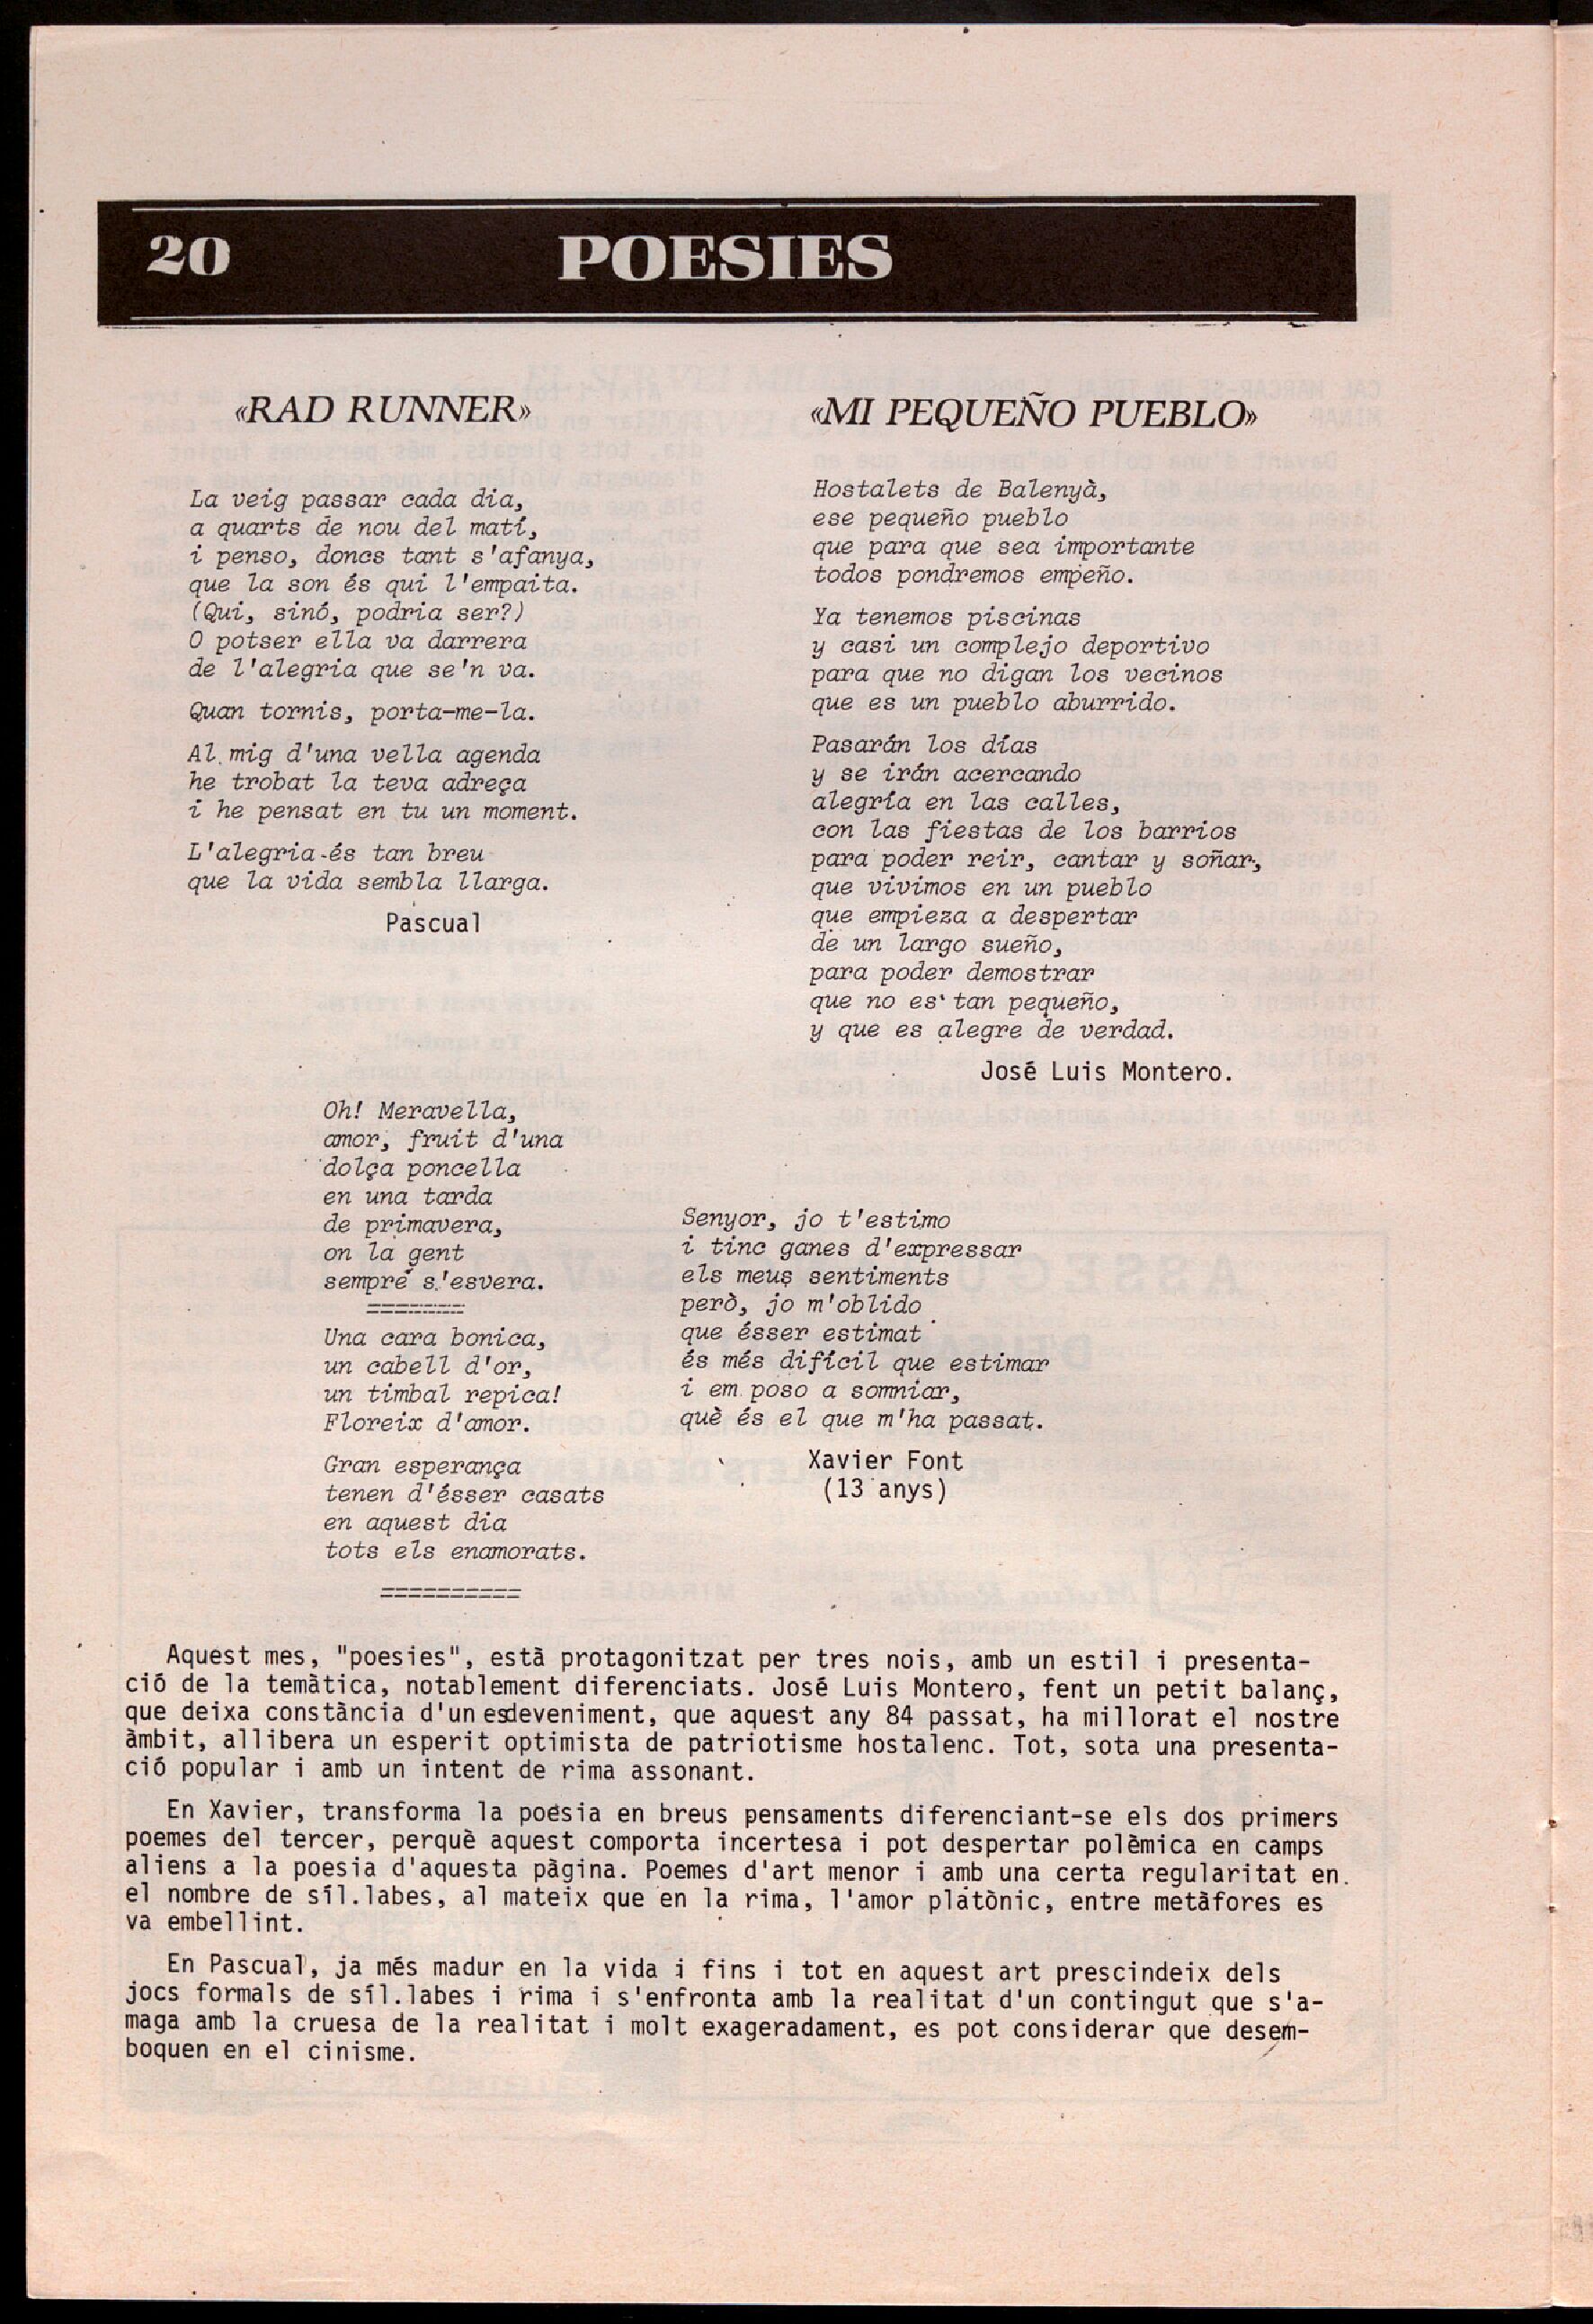 20 POESIES
«RAD RUNNER»
La veig passar cada dia,
a quarts de nou del matí,
i penso, doncs tant s'afanya,
que la son és qui l'empaita.
(Qui, sinó, podria ser?)
O potser ella va darrera
de l'alegria que se'n va.
Quan tornis, porta-me-la.
Al mig d'una vella agenda
he trobat la teva adreça
i he pensat en tu un moment.
L'alegria és tan breu
que la vida sembla llarga.
Pascual
«MI PEQUEÑO PUEBLO»
Hostalets de Balenyà,
ese pequeño pueblo
que para que sea importante
todos pondremos empeño.
Ya tenemos piscinas
y casi un complejo deportivo
para que no digan los vecinos
que es un pueblo aburrido.
Pasarán los días
y se irán acercando
alegría en las calles,
con las fiestas de los barrios
para poder reir, cantar y soñar,
que vivimos en un pueblo
que empieza a despertar
de un largo sueño,
para poder demostrar
que no es tan pequeño,
y que es alegre de verdad.
José Luis Montero.
Oh! Meravella,
amor, fruit d'una
dolça poncella
en una tarda
de primavera,
on la gent
sempre s'esvera.
=======
Una cara bonica,
un cabell d'or,
un timbal repica!
Floreix d'amor.
Gran esperança
tenen d'ésser casats
en aquest dia
tots els enamorats.
==========
Senyor, jo t'estimo
i tinc ganes d'expressar
els meus sentiments
però, jo m'oblido
que ésser estimat
és més difícil que estimar
i em poso a somniar,
què és el que m'ha passat.
Xavier Font
(13 anys)
Aquest mes, "poesies", està protagonitzat per tres nois, amb un estil i presenta-
ció de la temàtica, notablement diferenciats. José Luis Montero, fent un petit balanç,
que deixa constància d'un esdeveniment, que aquest any 84 passat, ha millorat el nostre
àmbit, allibera un esperit optimista de patriotisme hostalenc. Tot, sota una presenta-
ció popular i amb un intent de rima assonant.
En Xavier, transforma la poesia en breus pensaments diferenciant-se els dos primers
poemes del tercer, perquè aquest comporta incertesa i pot despertar polèmica en camps
aliens a la poesia d'aquesta pàgina. Poemes d'art menor i amb una certa regularitat en
el nombre de síl.labes, al mateix que en la rima, l'amor platònic, entre metàfores es
va embellint.
En Pascual, ja més madur en la vida i fins i tot en aquest art prescindeix dels
jocs formals de síl.labes i rima i s'enfronta amb la realitat d'un contingut que s'a-
maga amb la cruesa de la realitat i molt exageradament, es pot considerar que desem-
boquen en el cinisme.